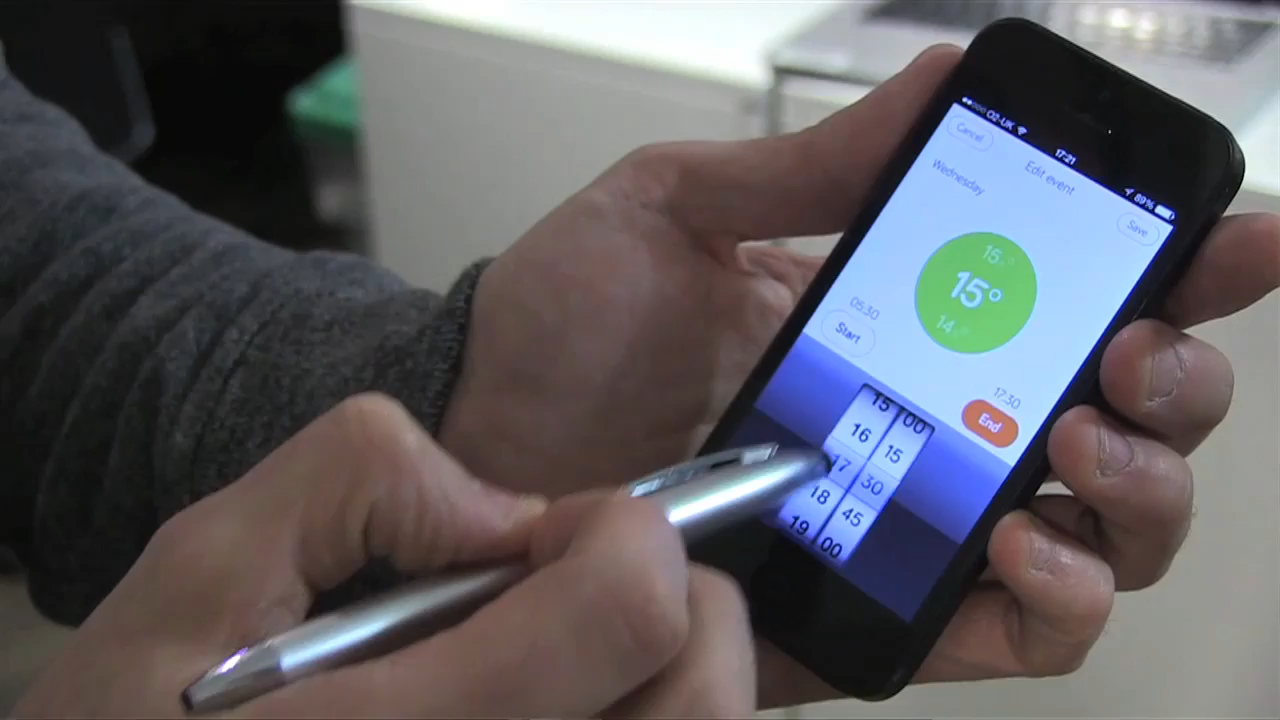 O2-UK 17:21 89%
Cancel Edit event Save
Wednesday
15
15°
14
05:30
Start
17:30
End
15 00
16 15
17 30
18 45
19 00